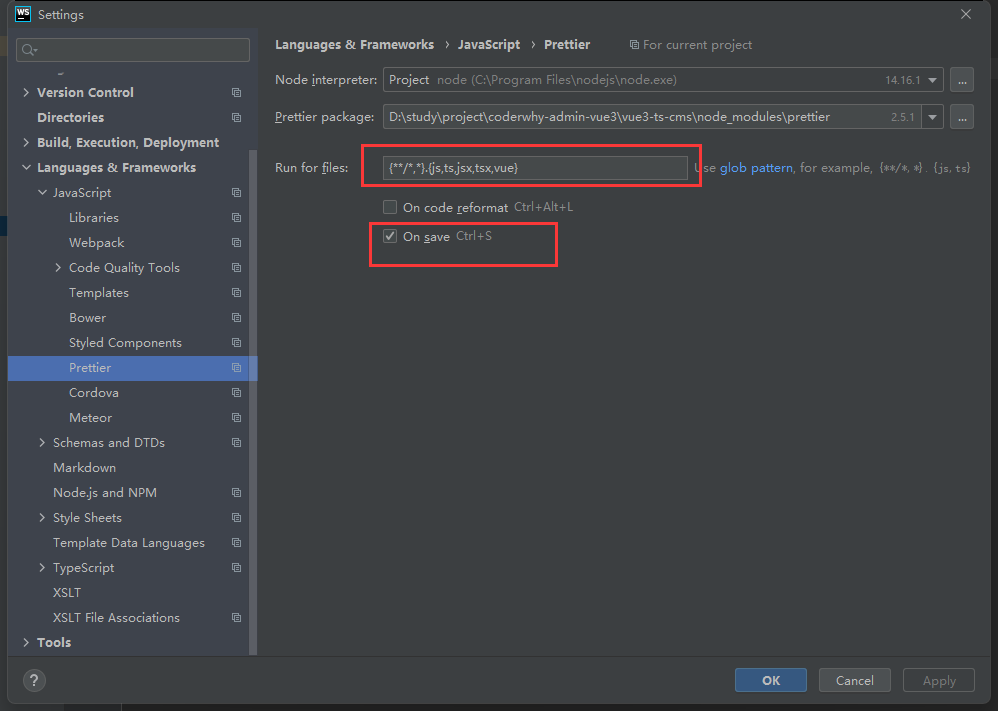 WS Settings
Languages & Frameworks › JavaScript › Prettier For current project
Version Control
Directories
Build, Execution, Deployment
Languages & Frameworks
JavaScript
Libraries
Webpack
Code Quality Tools
Templates
Bower
Styled Components
Prettier
Cordova
Meteor
Schemas and DTDs
Markdown
Node.js and NPM
Style Sheets
Template Data Languages
TypeScript
XSLT
XSLT File Associations
Tools
Node interpreter: Project node (C:\Program Files\nodejs\node.exe) 14.16.1 ...
Prettier package: D:\study\project\coderwhy-admin-vue3\vue3-ts-cms\node_modules\prettier 2.5.1 ...
Run for files: {**/*,*}.{js,ts,jsx,tsx,vue} Use glob pattern, for example, {**/*,*}.{js,ts}
On code reformat Ctrl+Alt+L
On save Ctrl+S
? OK Cancel Apply